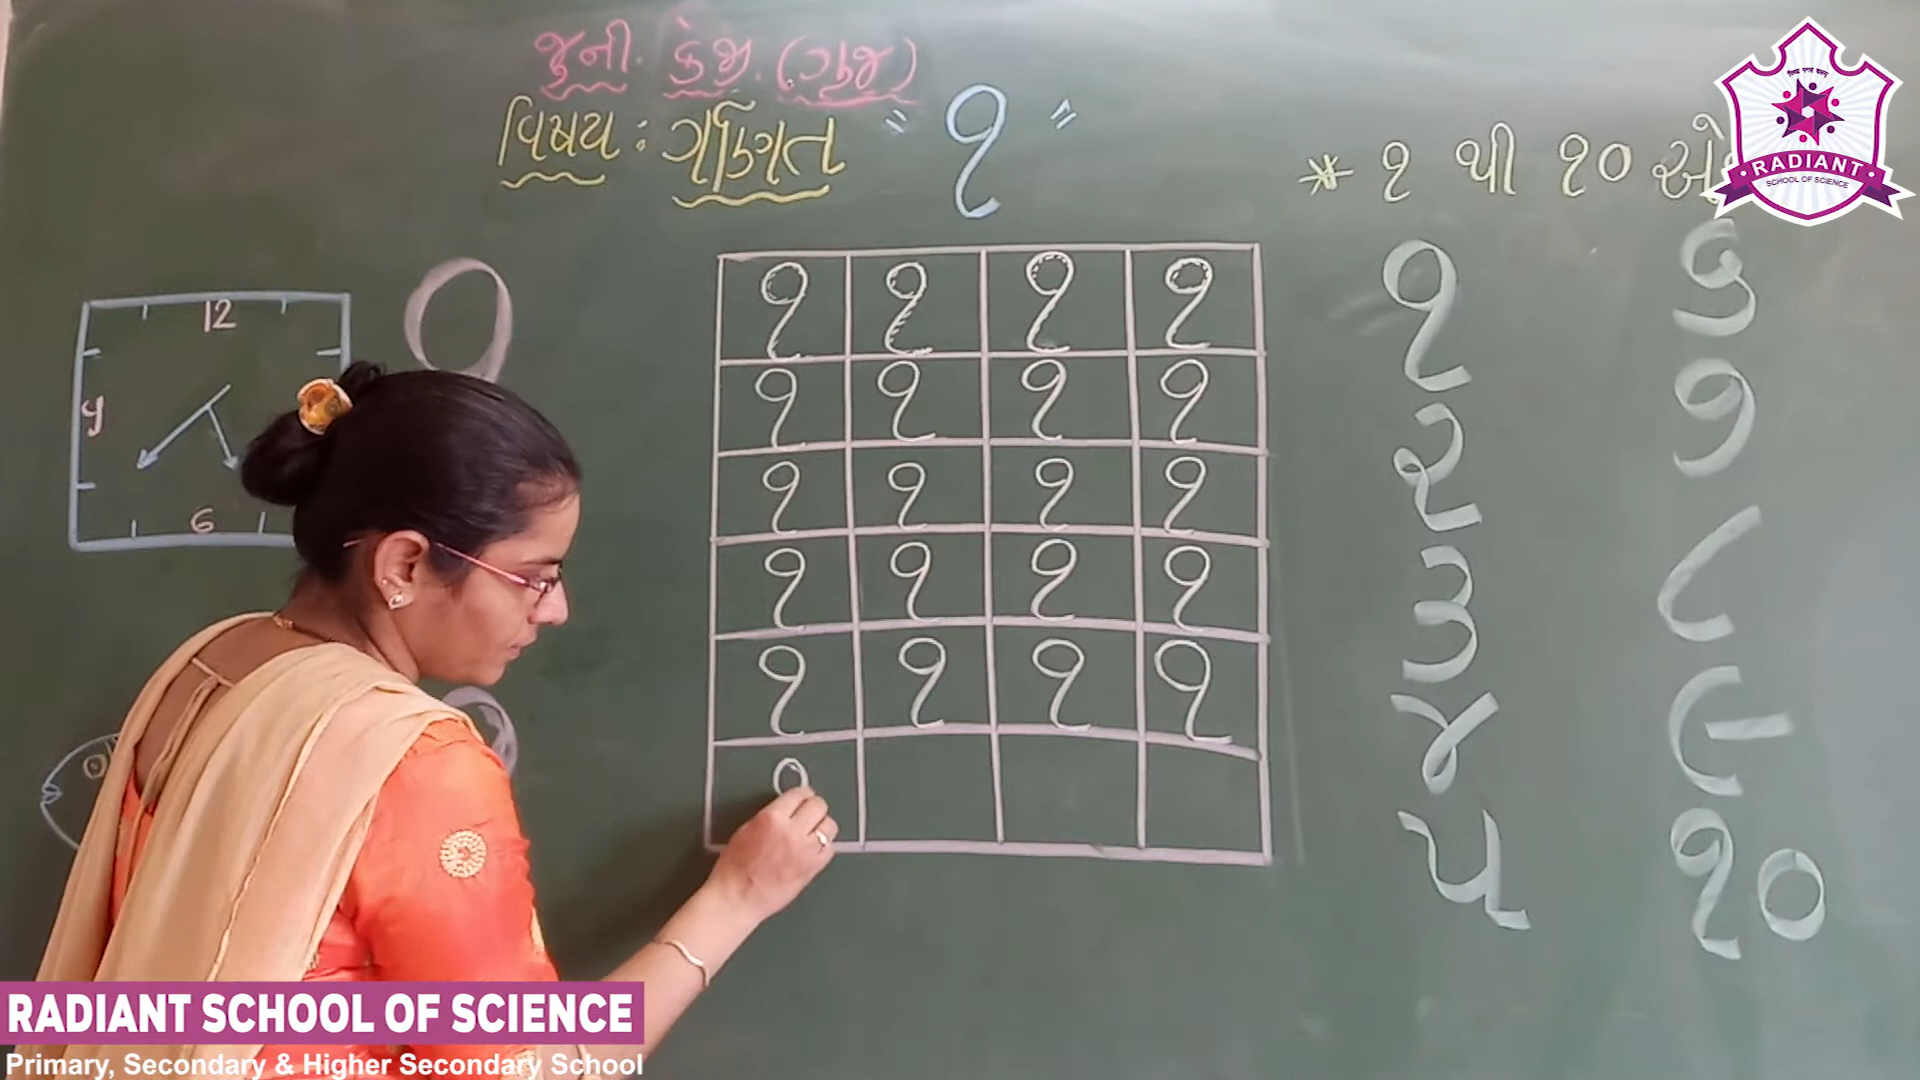 જુની. કેજી. (ગુજ)
વિષય : ગણિત " ૧ "
* ૧ થી ૧૦
RADIANT
SCHOOL OF SCIENCE
12
9
6
0
૧ ૧ ૧ ૧
૧ ૧ ૧ ૧
૧ ૧ ૧ ૧
૧ ૧ ૧ ૧
૧ ૧ ૧ ૧
૧ ૬
૨ ૭
૩ ૮
૪ ૯
૫ ૧૦
RADIANT SCHOOL OF SCIENCE
Primary, Secondary & Higher Secondary School